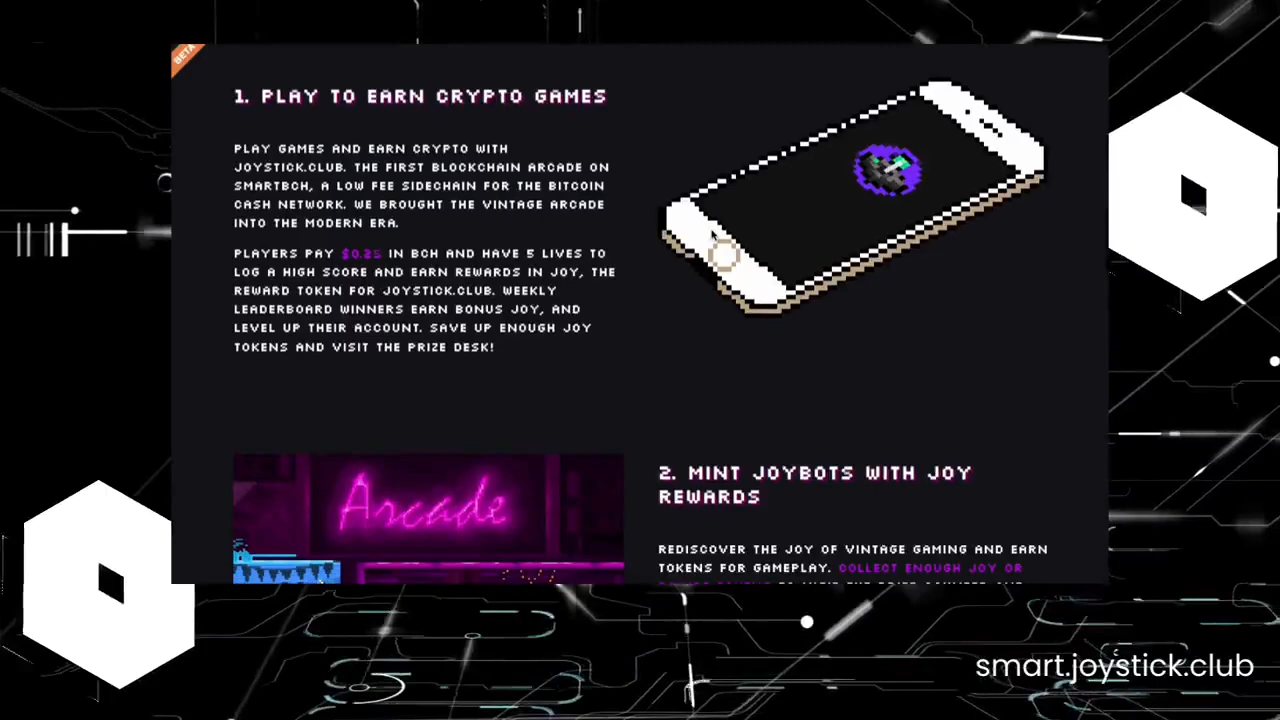 BETA
1. PLAY TO EARN CRYPTO GAMES
PLAY GAMES AND EARN CRYPTO WITH
JOYSTICK.CLUB. THE FIRST BLOCKCHAIN ARCADE ON
SMARTBCH, A LOW FEE SIDECHAIN FOR THE BITCOIN
CASH NETWORK. WE BROUGHT THE VINTAGE ARCADE
INTO THE MODERN ERA.
PLAYERS PAY $0.25 IN BCH AND HAVE 5 LIVES TO
LOG A HIGH SCORE AND EARN REWARDS IN JOY, THE
REWARD TOKEN FOR JOYSTICK.CLUB. WEEKLY
LEADERBOARD WINNERS EARN BONUS JOY, AND
LEVEL UP THEIR ACCOUNT. SAVE UP ENOUGH JOY
TOKENS AND VISIT THE PRIZE DESK!
Arcade
2. MINT JOYBOTS WITH JOY
REWARDS
REDISCOVER THE JOY OF VINTAGE GAMING AND EARN
TOKENS FOR GAMEPLAY. COLLECT ENOUGH JOY OR
smart.joystick.club